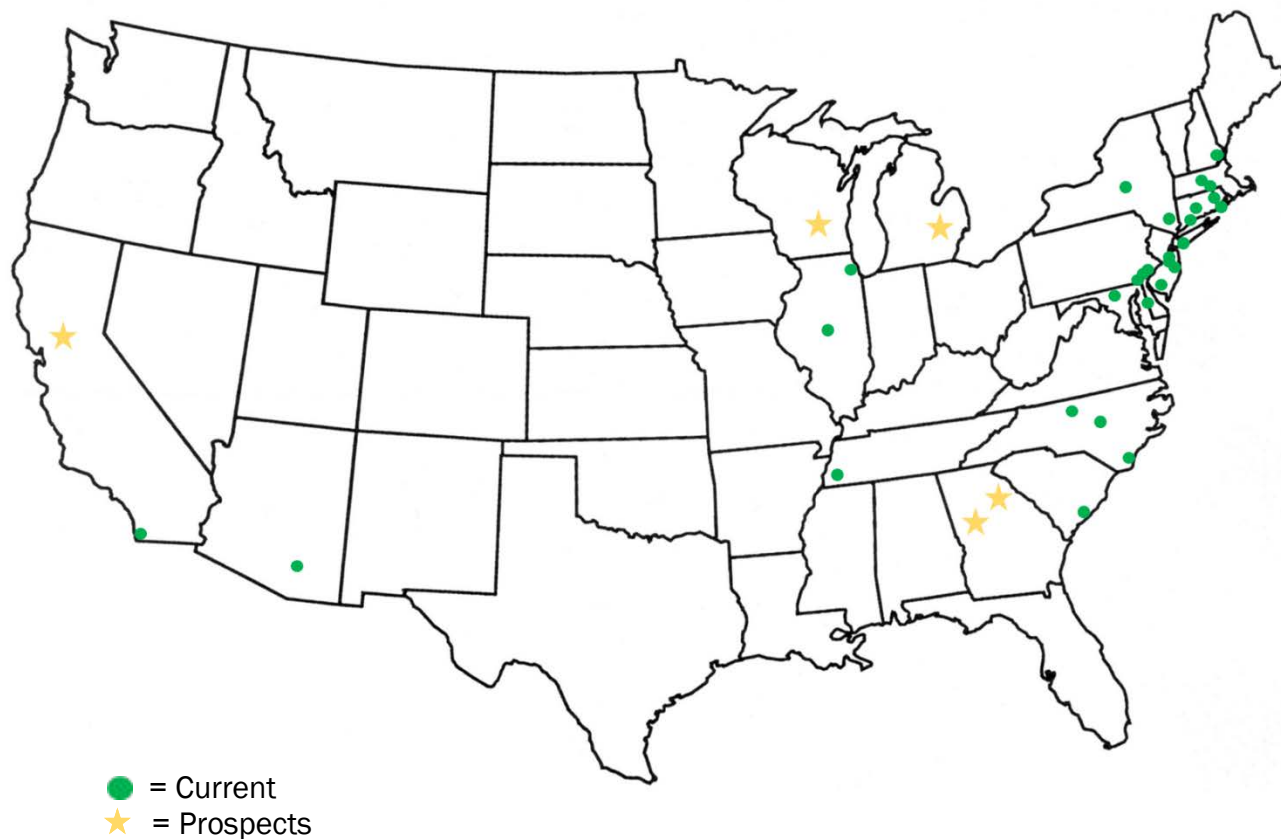 = Current
= Prospects